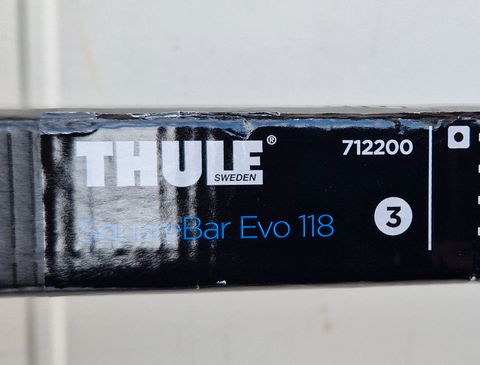 THULE®
SWEDEN
712200
SquareBar Evo 118
3